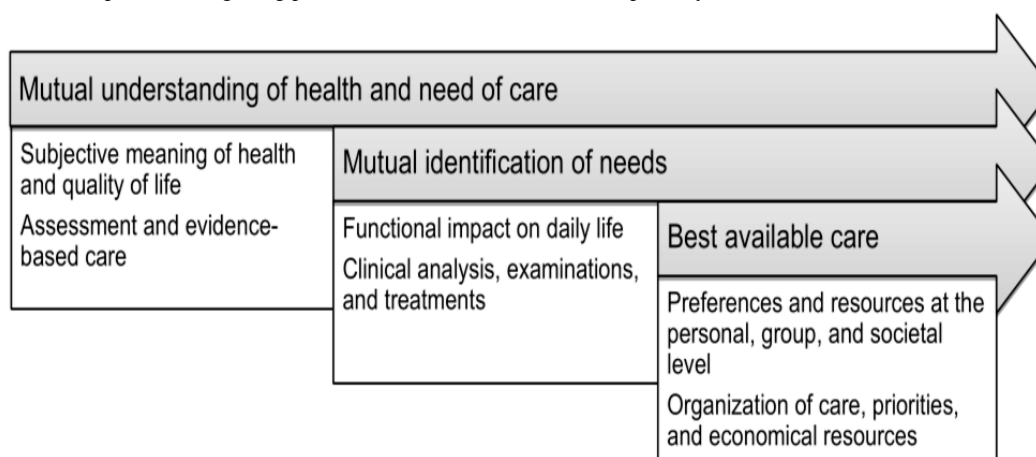 Mutual understanding of health and need of care
Subjective meaning of health
and quality of life
Assessment and evidence-
based care
Mutual identification of needs
Functional impact on daily life
Clinical analysis, examinations,
and treatments
Best available care
Preferences and resources at the
personal, group, and societal
level
Organization of care, priorities,
and economical resources